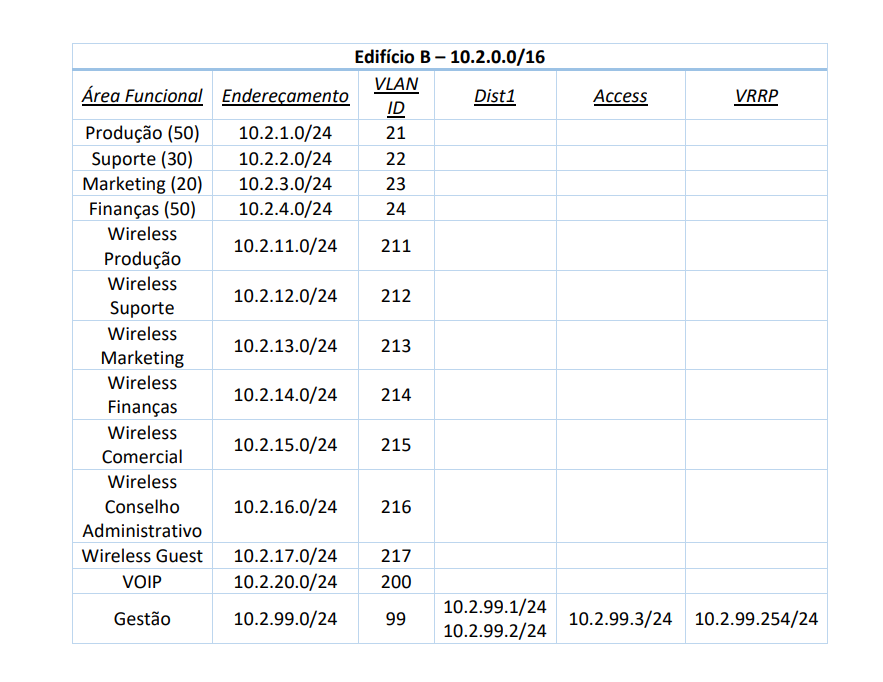 Edifício B – 10.2.0.0/16
Área Funcional Endereçamento VLAN ID Dist1 Access VRRP
Produção (50) 10.2.1.0/24 21
Suporte (30) 10.2.2.0/24 22
Marketing (20) 10.2.3.0/24 23
Finanças (50) 10.2.4.0/24 24
Wireless
Produção 10.2.11.0/24 211
Wireless
Suporte 10.2.12.0/24 212
Wireless
Marketing 10.2.13.0/24 213
Wireless
Finanças 10.2.14.0/24 214
Wireless
Comercial 10.2.15.0/24 215
Wireless
Conselho 10.2.16.0/24 216
Administrativo
Wireless Guest 10.2.17.0/24 217
VOIP 10.2.20.0/24 200
Gestão 10.2.99.0/24 99 10.2.99.1/24 10.2.99.3/24 10.2.99.254/24
10.2.99.2/24